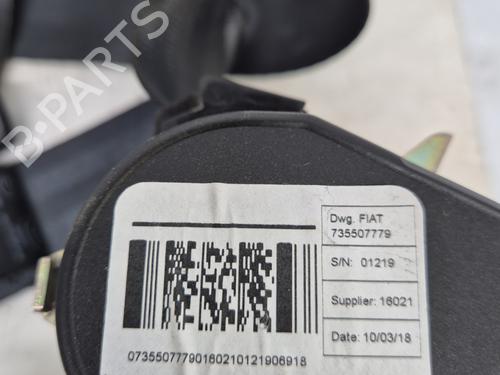 B-PARTS
Dwg. FIAT
735507779
S/N: 01219
Supplier: 16021
Date: 10/03/18
07355077790160210121906918